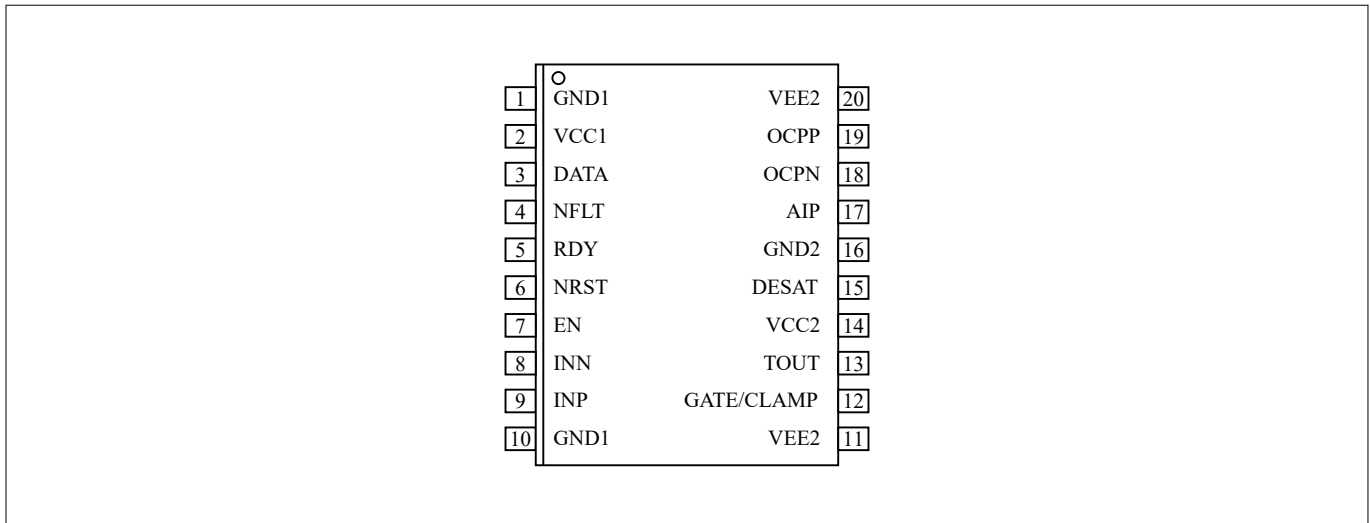 1 GND1 VEE2 20
2 VCC1 OCPP 19
3 DATA OCPN 18
4 NFLT AIP 17
5 RDY GND2 16
6 NRST DESAT 15
7 EN VCC2 14
8 INN TOUT 13
9 INP GATE/CLAMP 12
10 GND1 VEE2 11